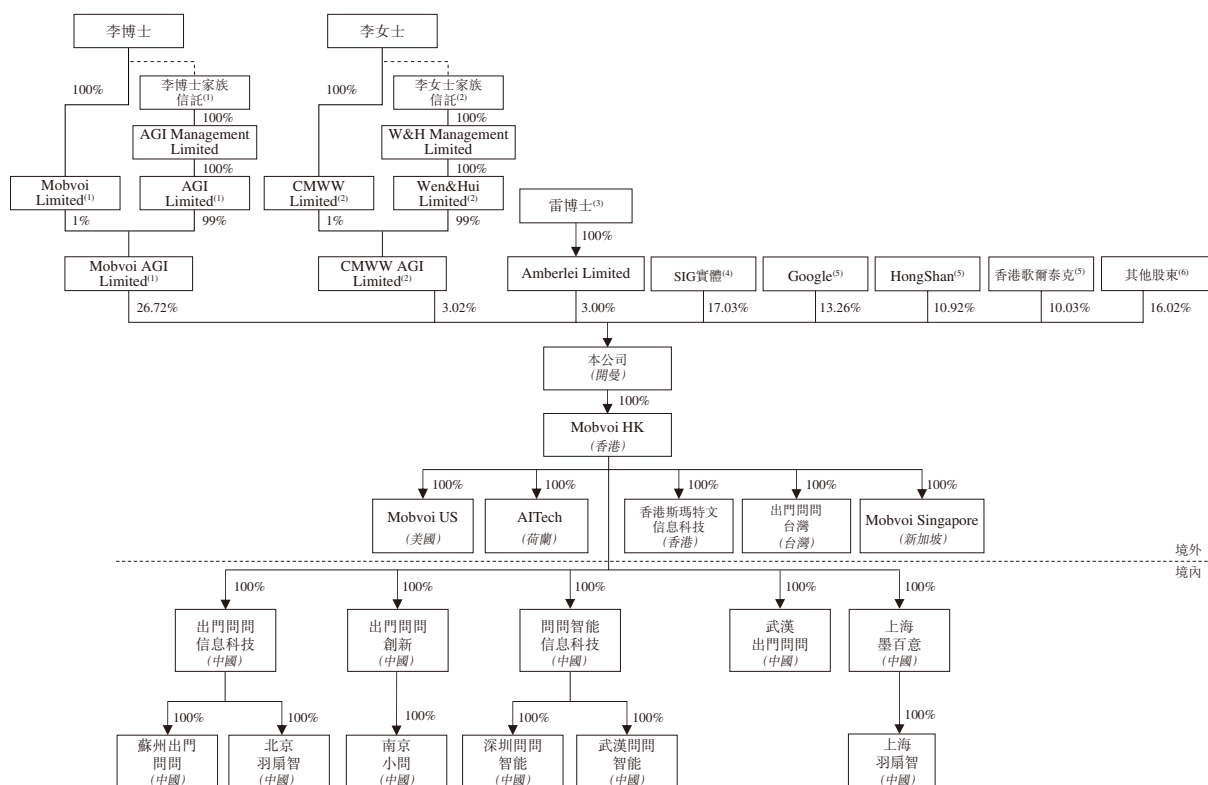 李博士
李女士
100%
李博士家族
信託(1)
100%
李女士家族
信託(2)
100%
100%
AGI Management
Limited
W&H Management
Limited
100%
100%
Mobvoi
Limited(1)
AGI
Limited(1)
CMWW
Limited(2)
Wen&Hui
Limited(2)
雷博士(3)
1%
99%
1%
99%
100%
Mobvoi AGI
Limited(1)
CMWW AGI
Limited(2)
Amberlei Limited
SIG實體(4)
Google(5)
HongShan(5)
香港歌爾泰克(5)
其他股東(6)
26.72%
3.02%
3.00%
17.03%
13.26%
10.92%
10.03%
16.02%
本公司
(開曼)
100%
Mobvoi HK
(香港)
100%
100%
100%
100%
100%
Mobvoi US
(美國)
AITech
(荷蘭)
香港斯瑪特文
信息科技
(香港)
出門問問
台灣
(台灣)
Mobvoi Singapore
(新加坡)
境外
境內
100%
100%
100%
100%
100%
出門問問
信息科技
(中國)
出門問問
創新
(中國)
問問智能
信息科技
(中國)
武漢
出門問問
(中國)
上海
墨百意
(中國)
100%
100%
100%
100%
100%
100%
蘇州出門
問問
(中國)
北京
羽扇智
(中國)
南京
小問
(中國)
深圳問問
智能
(中國)
武漢問問
智能
(中國)
上海
羽扇智
(中國)